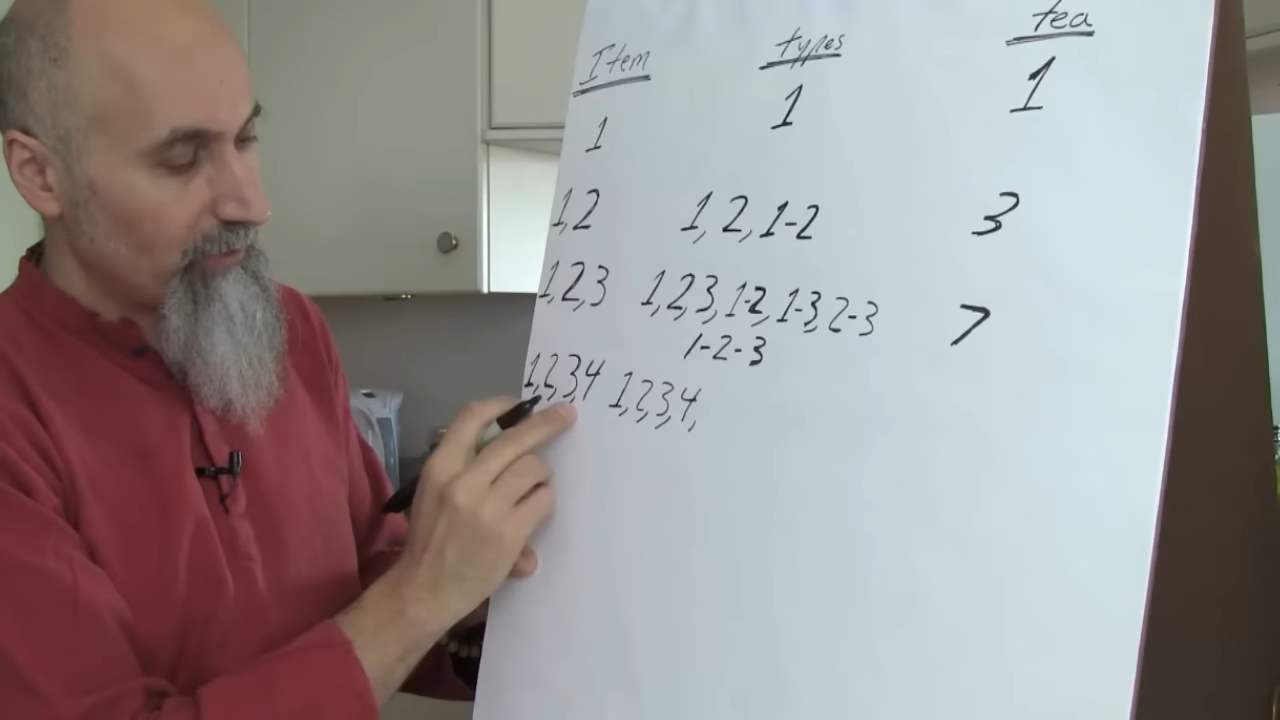 Item types tea
1 1 1
1,2 1, 2, 1-2 3
1,2,3 1,2,3, 1-2, 1-3, 2-3 7
1-2-3
1,2,3,4 1,2,3,4,